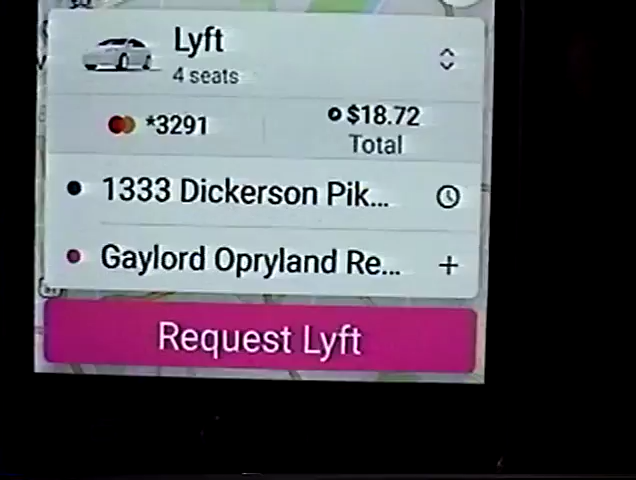 Lyft
4 seats
*3291
$18.72
Total
1333 Dickerson Pik...
Gaylord Opryland Re...
Request Lyft